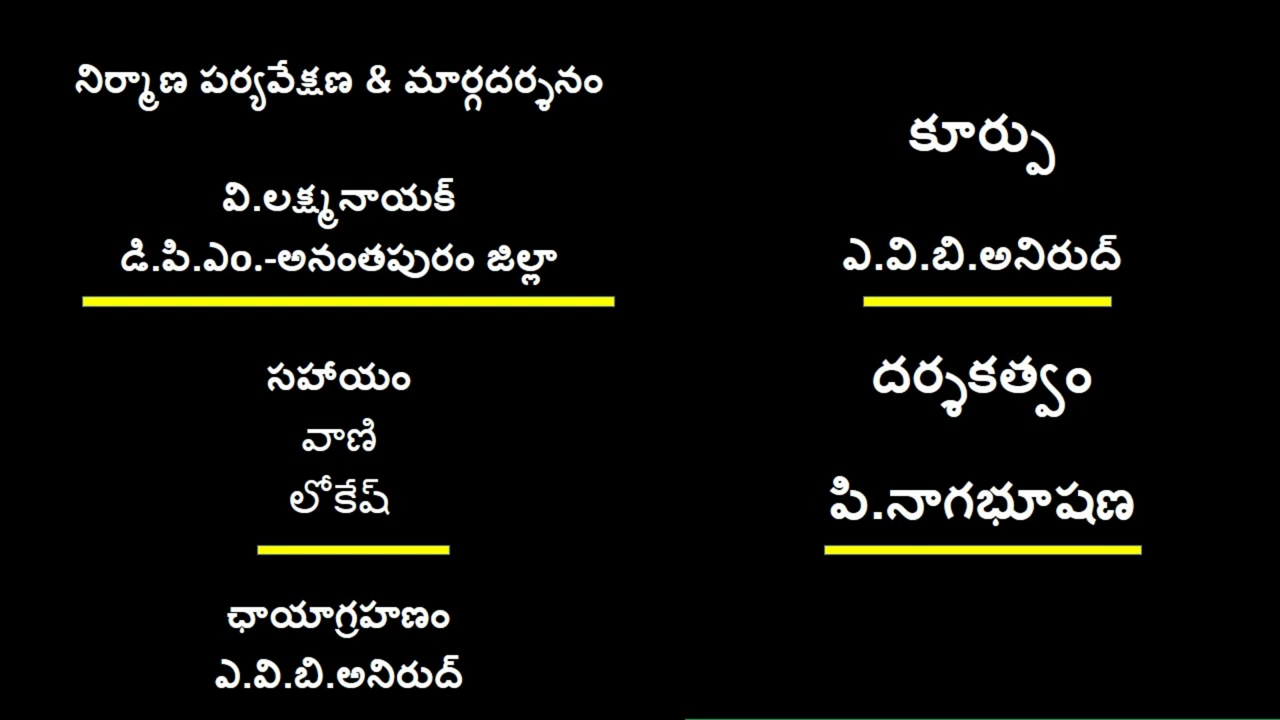 నిర్మాణ పర్యవేక్షణ & మార్గదర్శనం
వి.లక్ష్మనాయక్
డి.పి.ఎం.-అనంతపురం జిల్లా
సహాయం
వాణి
లోకేష్
ఛాయాగ్రహణం
ఎ.వి.బి.అనిరుద్
కూర్పు
ఎ.వి.బి.అనిరుద్
దర్శకత్వం
పి.నాగభూషణ